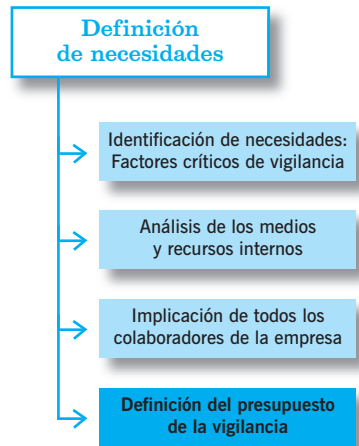 Definición
de necesidades
Identificación de necesidades:
Factores críticos de vigilancia
Análisis de los medios
y recursos internos
Implicación de todos los
colaboradores de la empresa
Definición del presupuesto
de la vigilancia